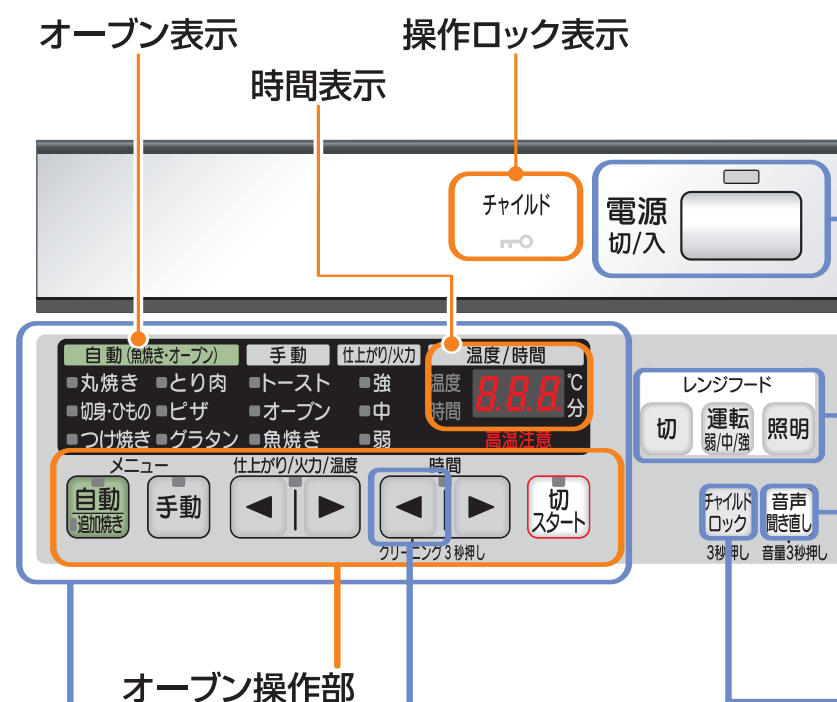 オーブン表示
操作ロック表示
時間表示
チャイルド
電源
切/入
自動(魚焼き・オーブン)
手動
仕上がり/火力
温度/時間
丸焼き
とり肉
トースト
強
温度
8.8.8.
℃
切身・ひもの
ピザ
オーブン
中
時間
分
つけ焼き
グラタン
魚焼き
弱
高温注意
レンジフード
切
運転
弱/中/強
照明
メニュー
仕上がり/火力/温度
時間
自動
追加焼き
手動
◀
▶
◀
▶
切
スタート
クリーニング3秒押し
チャイルド
ロック
3秒押し
音声
聞き直し
音量3秒押し
オーブン操作部